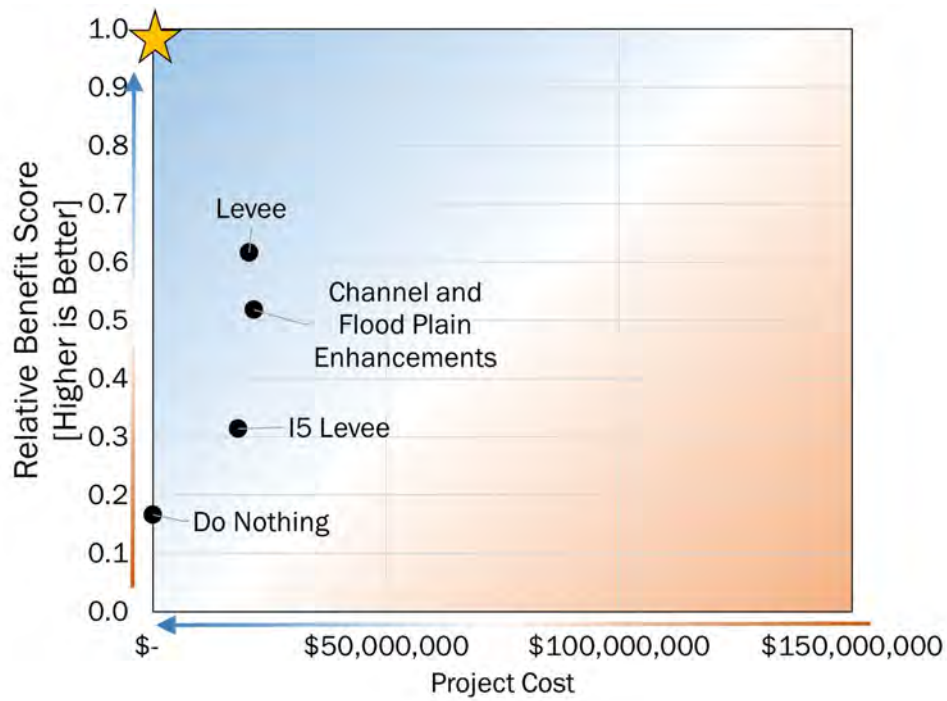 Relative Benefit Score
[Higher is Better]
1.0
0.9
0.8
0.7
0.6
0.5
0.4
0.3
0.2
0.1
0.0
Levee
Channel and
Flood Plain
Enhancements
I5 Levee
Do Nothing
$-
$50,000,000
$100,000,000
$150,000,000
Project Cost